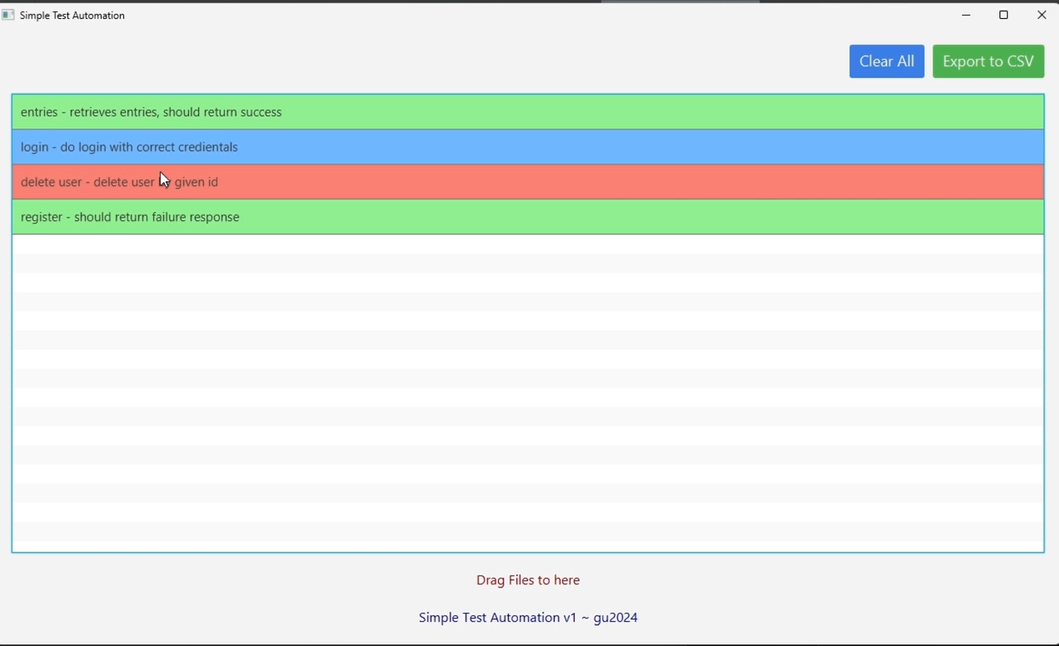 Simple Test Automation
Clear All
Export to CSV
entries - retrieves entries, should return success
login - do login with correct credientals
delete user - delete user given id
register - should return failure response
Drag Files to here
Simple Test Automation v1 ~ gu2024